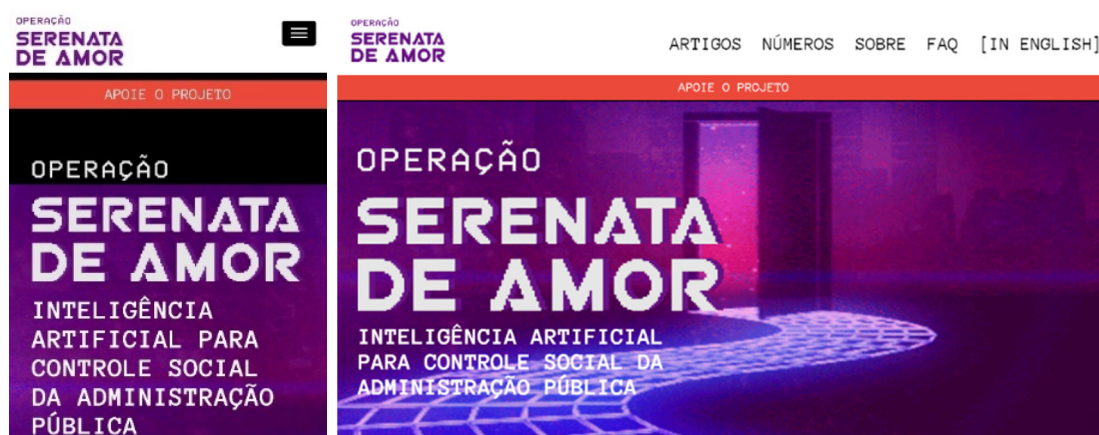 OPERAÇÃO
SERENATA
DE AMOR
APOIE O PROJETO
OPERAÇÃO
SERENATA
DE AMOR
INTELIGÊNCIA
ARTIFICIAL PARA
CONTROLE SOCIAL
DA ADMINISTRAÇÃO
PÚBLICA
OPERAÇÃO
SERENATA
DE AMOR
ARTIGOS NÚMEROS SOBRE FAQ [IN ENGLISH]
APOIE O PROJETO
OPERAÇÃO
SERENATA
DE AMOR
INTELIGÊNCIA ARTIFICIAL
PARA CONTROLE SOCIAL DA
ADMINISTRAÇÃO PÚBLICA